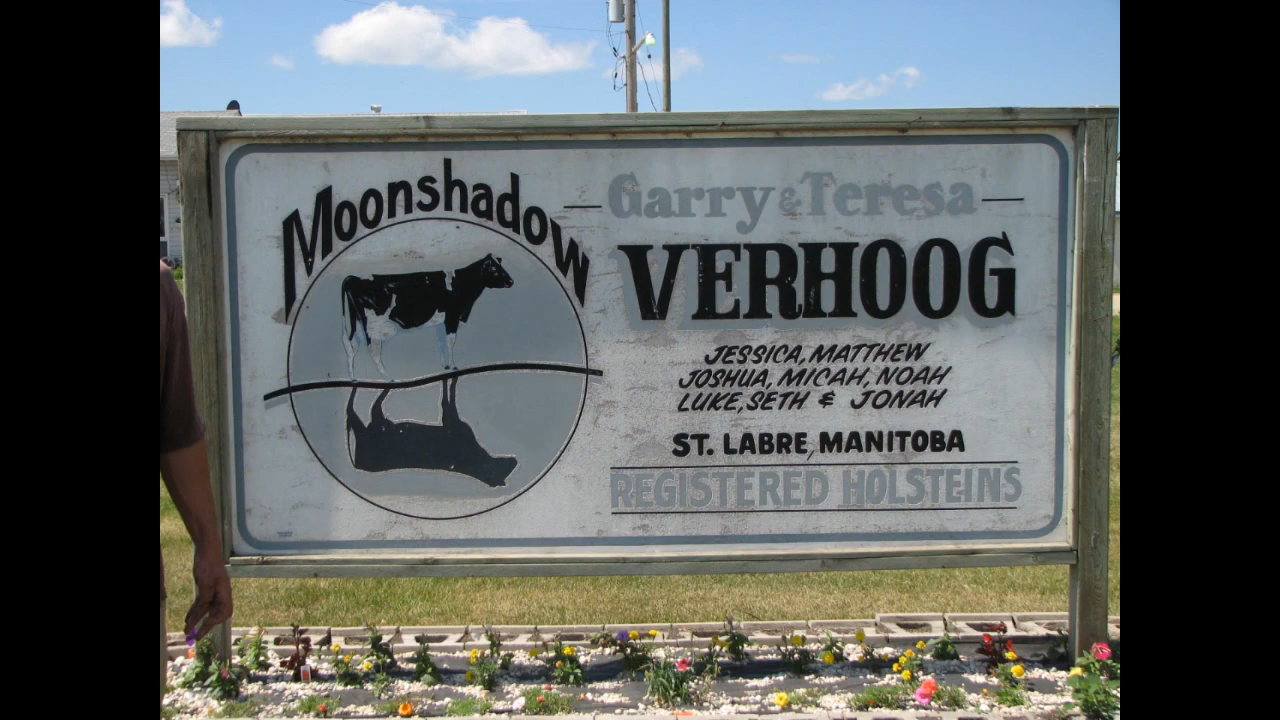 Moonshadow
Garry & Teresa
VERHOOG
JESSICA, MATTHEW
JOSHUA, MICAH, NOAH
LUKE, SETH & JONAH
ST. LABRE, MANITOBA
REGISTERED HOLSTEINS